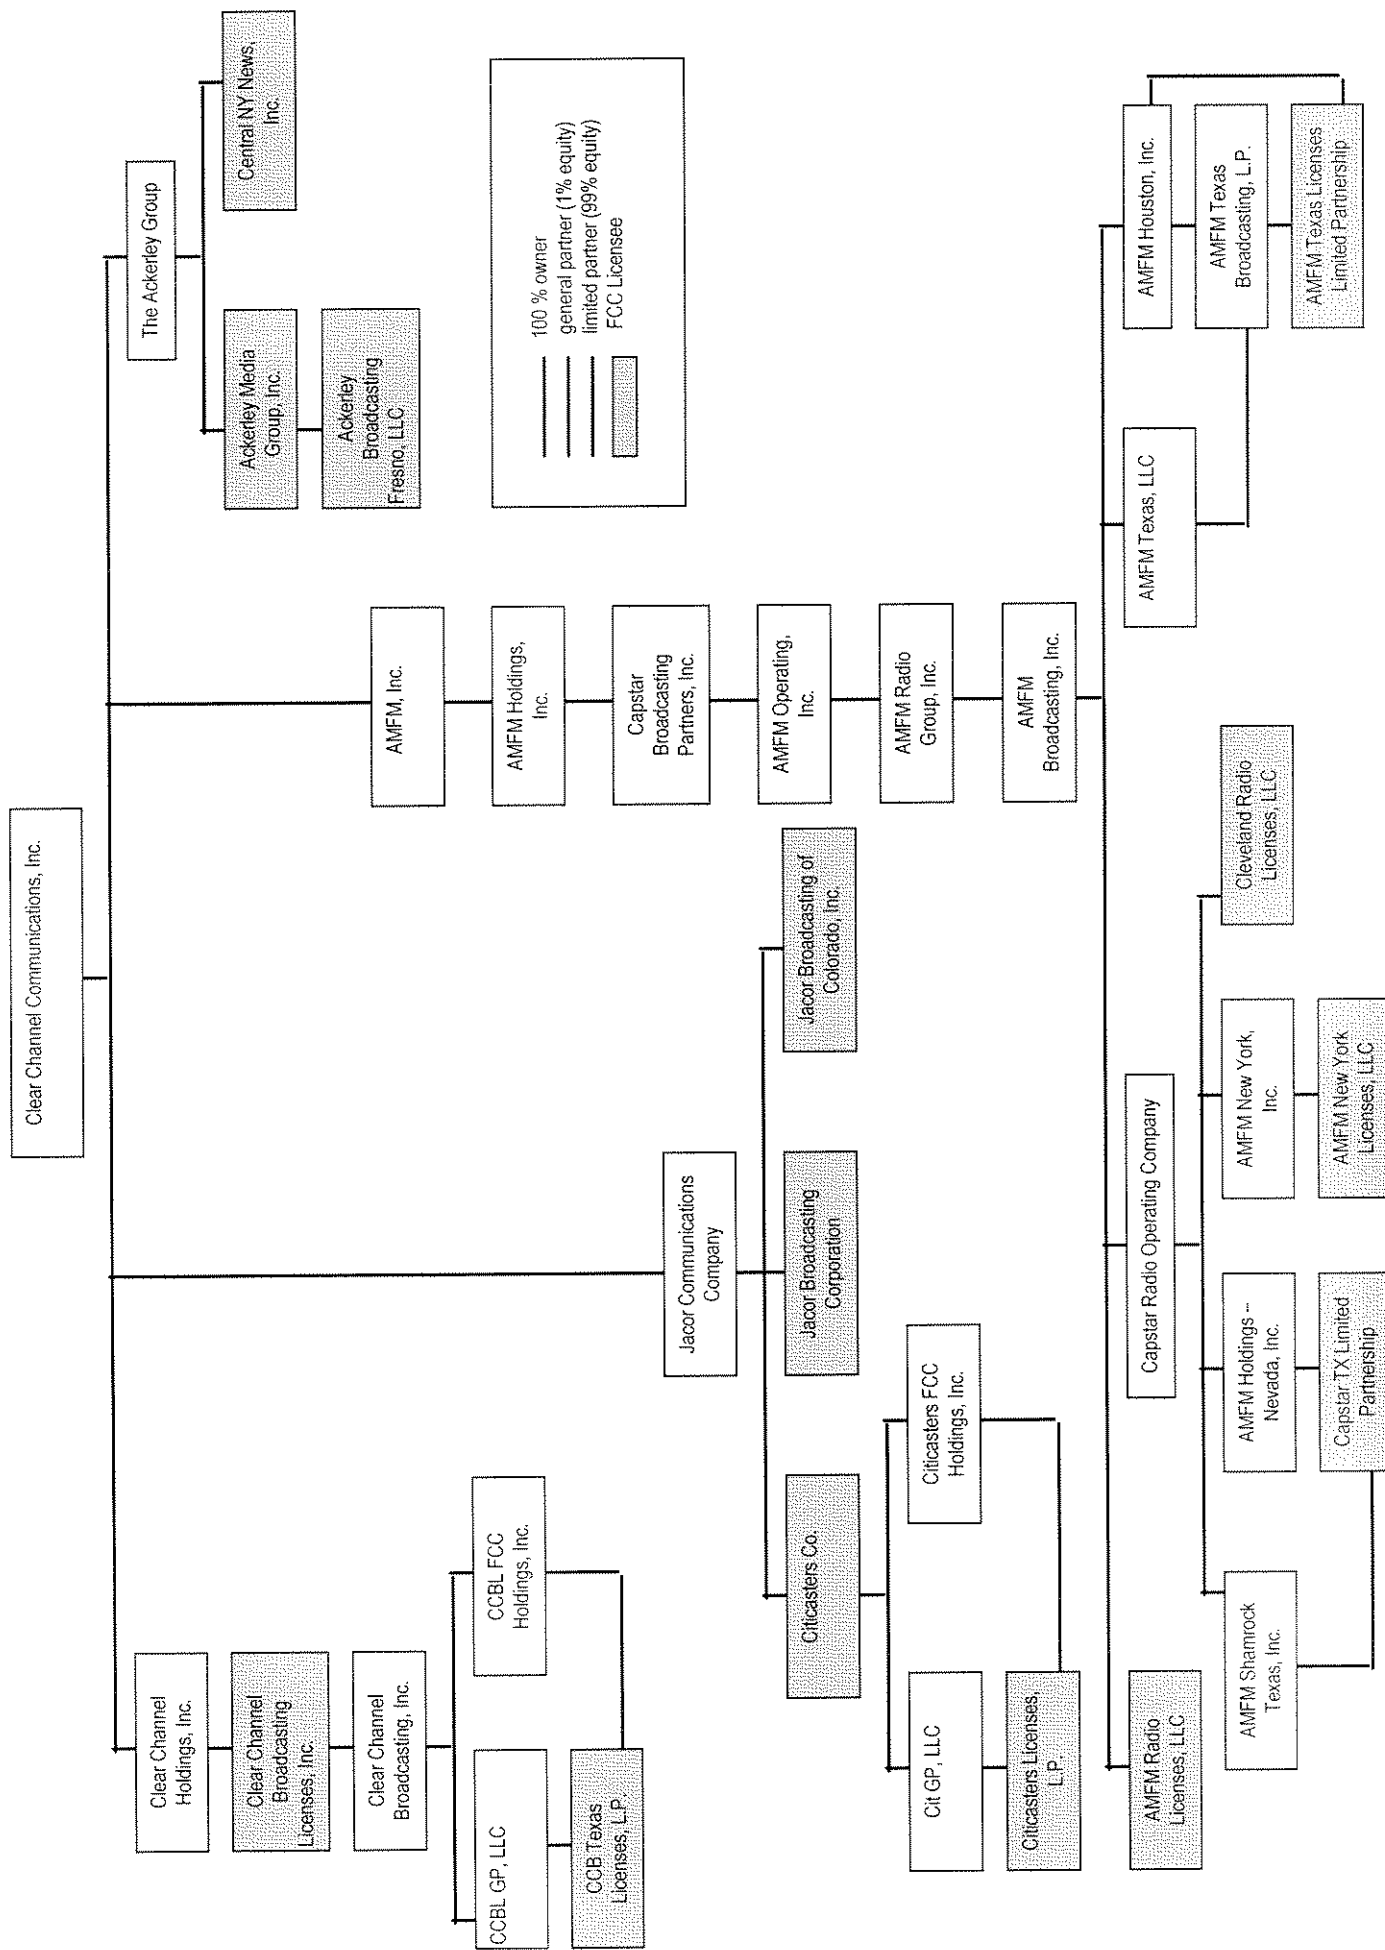 Clear Channel Communications, Inc.
Clear Channel
Holdings, Inc.
Clear Channel
Broadcasting
Licenses, Inc.
Clear Channel
Broadcasting, Inc.
CCBL GP, LLC
CCBL FCC
Holdings, Inc.
CCB Texas
Licenses, L.P.
Jacor Communications
Company
Citicasters Co.
Jacor Broadcasting
Corporation
Jacor Broadcasting of
Colorado, Inc.
Cit GP, LLC
Citicasters FCC
Holdings, Inc.
Citicasters Licenses,
L.P.
AMFM, Inc.
AMFM Holdings,
Inc.
Capstar
Broadcasting
Partners, Inc.
AMFM Operating,
Inc.
AMFM Radio
Group, Inc.
AMFM
Broadcasting, Inc.
The Ackerley Group
Ackerley Media
Group, Inc.
Central NY News,
Inc.
Ackerley
Broadcasting
Fresno, LLC
100 % owner
general partner (1% equity)
limited partner (99% equity)
FCC Licensee
AMFM Radio
Licenses, LLC
Capstar Radio Operating Company
AMFM Texas, LLC
AMFM Houston, Inc.
AMFM Shamrock
Texas, Inc.
AMFM Holdings --
Nevada, Inc.
AMFM New York,
Inc.
Cleveland Radio
Licenses, LLC
AMFM Texas
Broadcasting, L.P.
Capstar TX Limited
Partnership
AMFM New York
Licenses, LLC
AMFM Texas Licenses
Limited Partnership